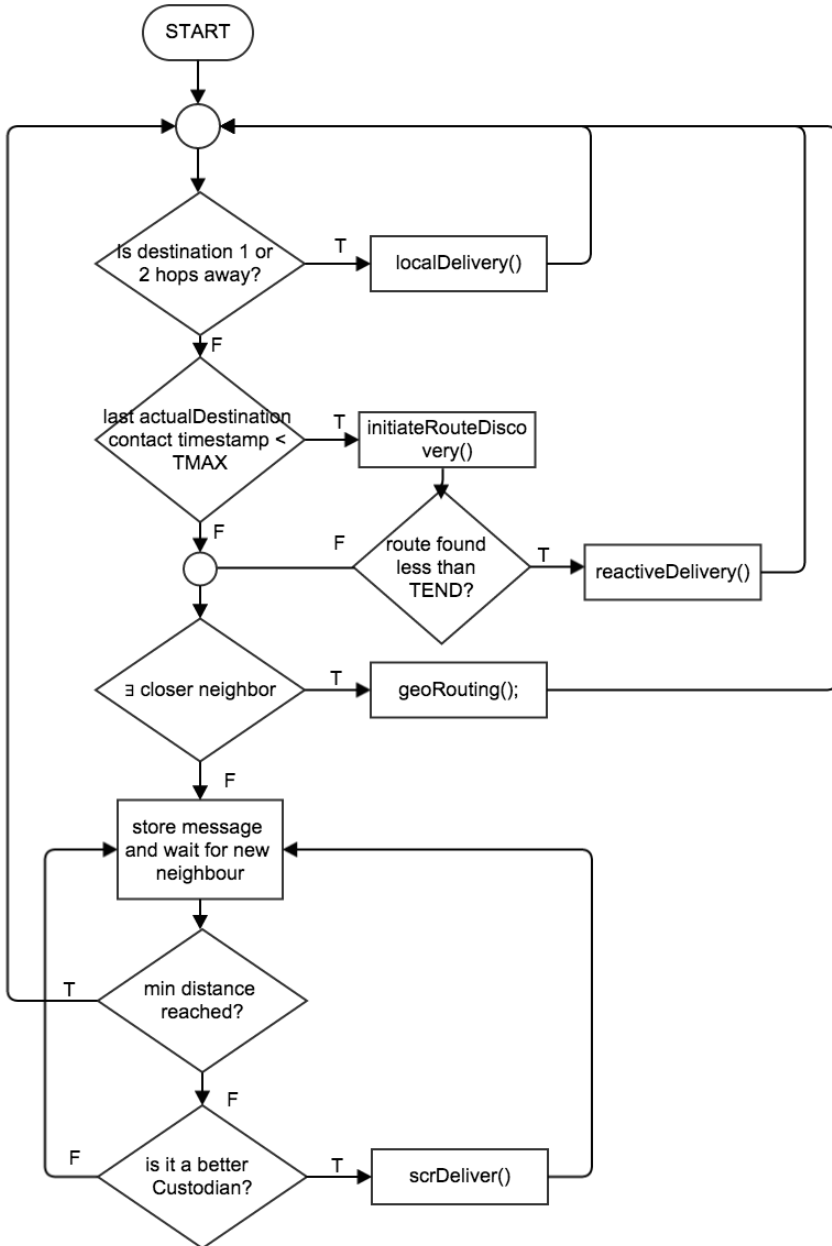 START
Is destination 1 or
2 hops away?
T
localDelivery()
F
last actualDestination
contact timestamp <
TMAX
T
initiateRouteDisco
very()
F
F
route found
less than
TEND?
T
reactiveDelivery()
∃ closer neighbor
T
geoRouting();
F
store message
and wait for new
neighbour
T
min distance
reached?
F
F
is it a better
Custodian?
T
scrDeliver()